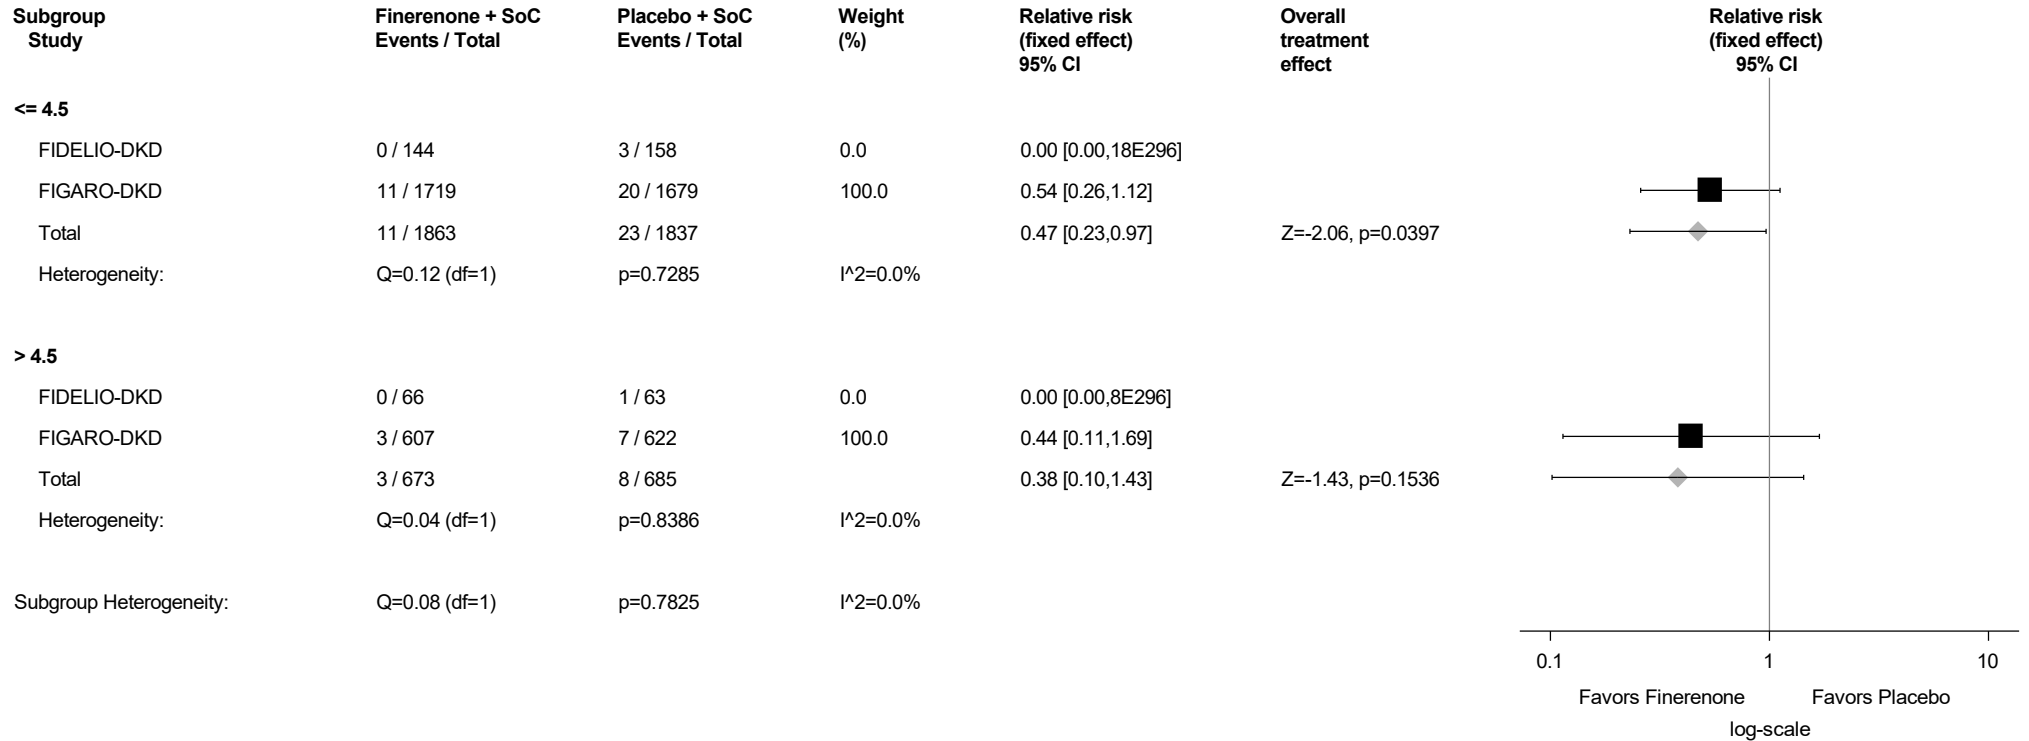 Subgroup Finerenone + SoC Placebo + SoC Weight Relative risk Overall Relative risk
Study Events / Total Events / Total (%) (fixed effect) treatment (fixed effect)
95% CI effect 95% CI
<= 4.5
FIDELIO-DKD 0 / 144 3 / 158 0.0 0.00 [0.00,18E296]
FIGARO-DKD 11 / 1719 20 / 1679 100.0 0.54 [0.26,1.12]
Total 11 / 1863 23 / 1837 0.47 [0.23,0.97] Z=-2.06, p=0.0397
Heterogeneity: Q=0.12 (df=1) p=0.7285 I^2=0.0%
> 4.5
FIDELIO-DKD 0 / 66 1 / 63 0.0 0.00 [0.00,8E296]
FIGARO-DKD 3 / 607 7 / 622 100.0 0.44 [0.11,1.69]
Total 3 / 673 8 / 685 0.38 [0.10,1.43] Z=-1.43, p=0.1536
Heterogeneity: Q=0.04 (df=1) p=0.8386 I^2=0.0%
Subgroup Heterogeneity: Q=0.08 (df=1) p=0.7825 I^2=0.0%
0.1 1 10
Favors Finerenone Favors Placebo
log-scale